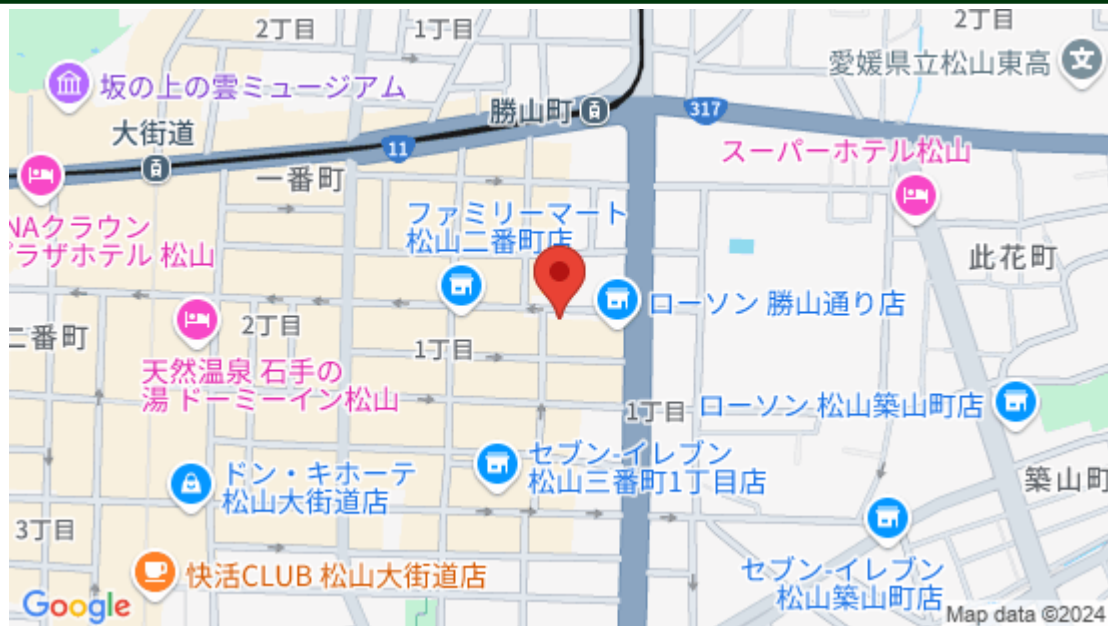 2丁目
1丁目
2丁目
愛媛県立松山東高
坂の上の雲ミュージアム
勝山町
317
大街道
11
スーパーホテル松山
一番町
ファミリーマート
松山二番町店
NAクラウン
ラザホテル 松山
此花町
ローソン 勝山通り店
2丁目
二番町
1丁目
天然温泉 石手の
湯 ドーミーイン松山
1丁目
ローソン 松山築山町店
セブン-イレブン
松山三番町1丁目店
ドン・キホーテ
松山大街道店
築山町
3丁目
快活CLUB 松山大街道店
セブン-イレブン
松山築山町店
Google
Map data ©2024